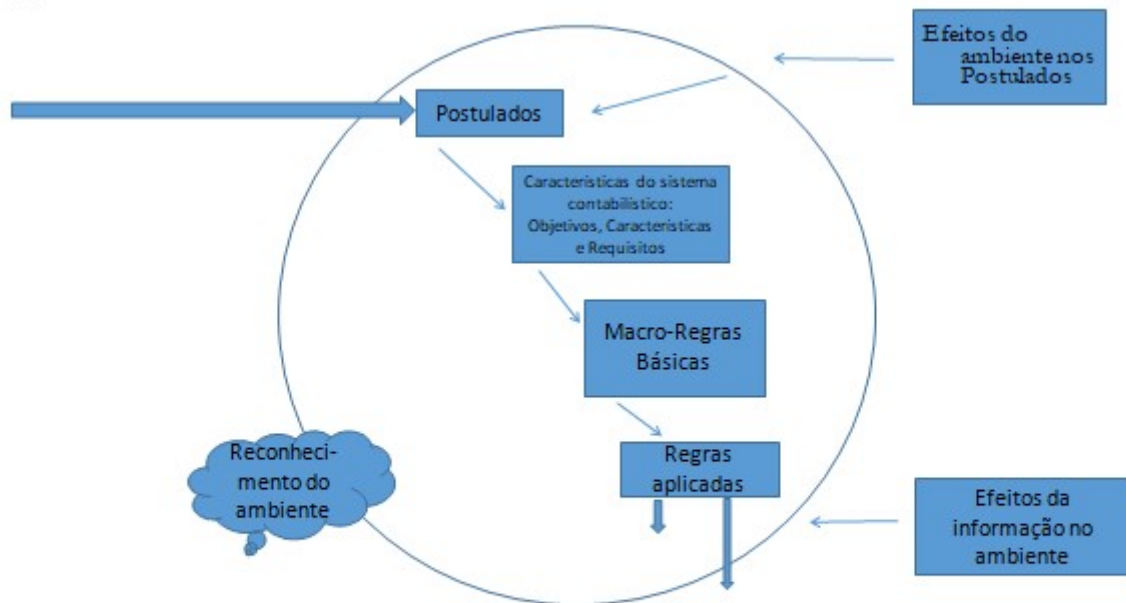 Efeitos do
ambiente nos
Postulados
Postulados
Características do sistema
contabilístico:
Objetivos, Características
e Requisitos
Macro-Regras
Básicas
Reconheci-
mento do
ambiente
Regras
aplicadas
Efeitos da
informação no
ambiente